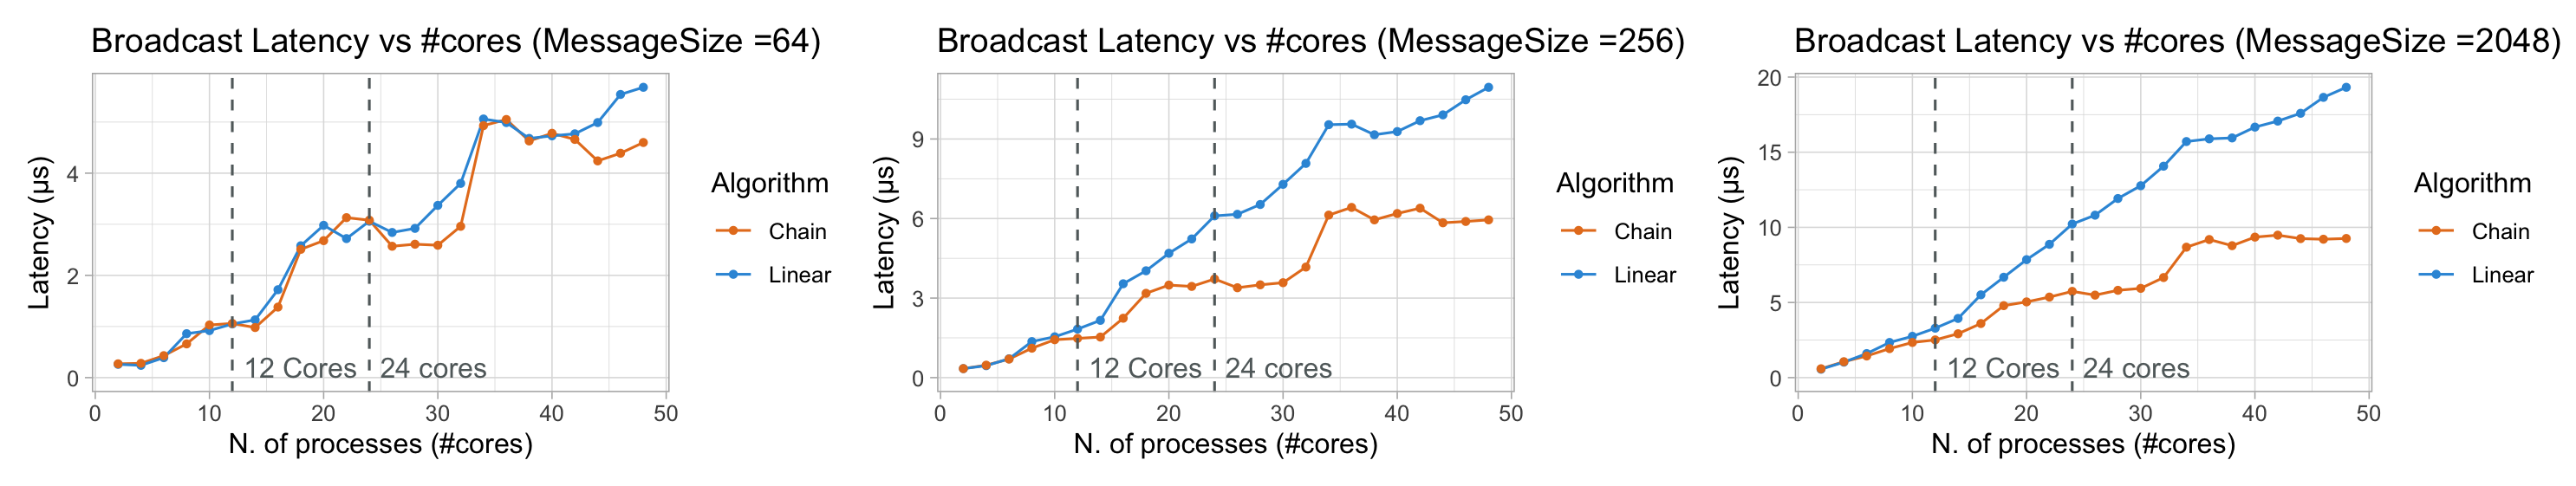 Broadcast Latency vs #cores (MessageSize =64)
Latency (µs)
4
2
0
12 Cores
24 cores
0 10 20 30 40 50
N. of processes (#cores)
Algorithm
Chain
Linear
Broadcast Latency vs #cores (MessageSize =256)
Latency (µs)
9
6
3
0
12 Cores
24 cores
0 10 20 30 40 50
N. of processes (#cores)
Algorithm
Chain
Linear
Broadcast Latency vs #cores (MessageSize =2048)
Latency (µs)
20
15
10
5
0
12 Cores
24 cores
0 10 20 30 40 50
N. of processes (#cores)
Algorithm
Chain
Linear